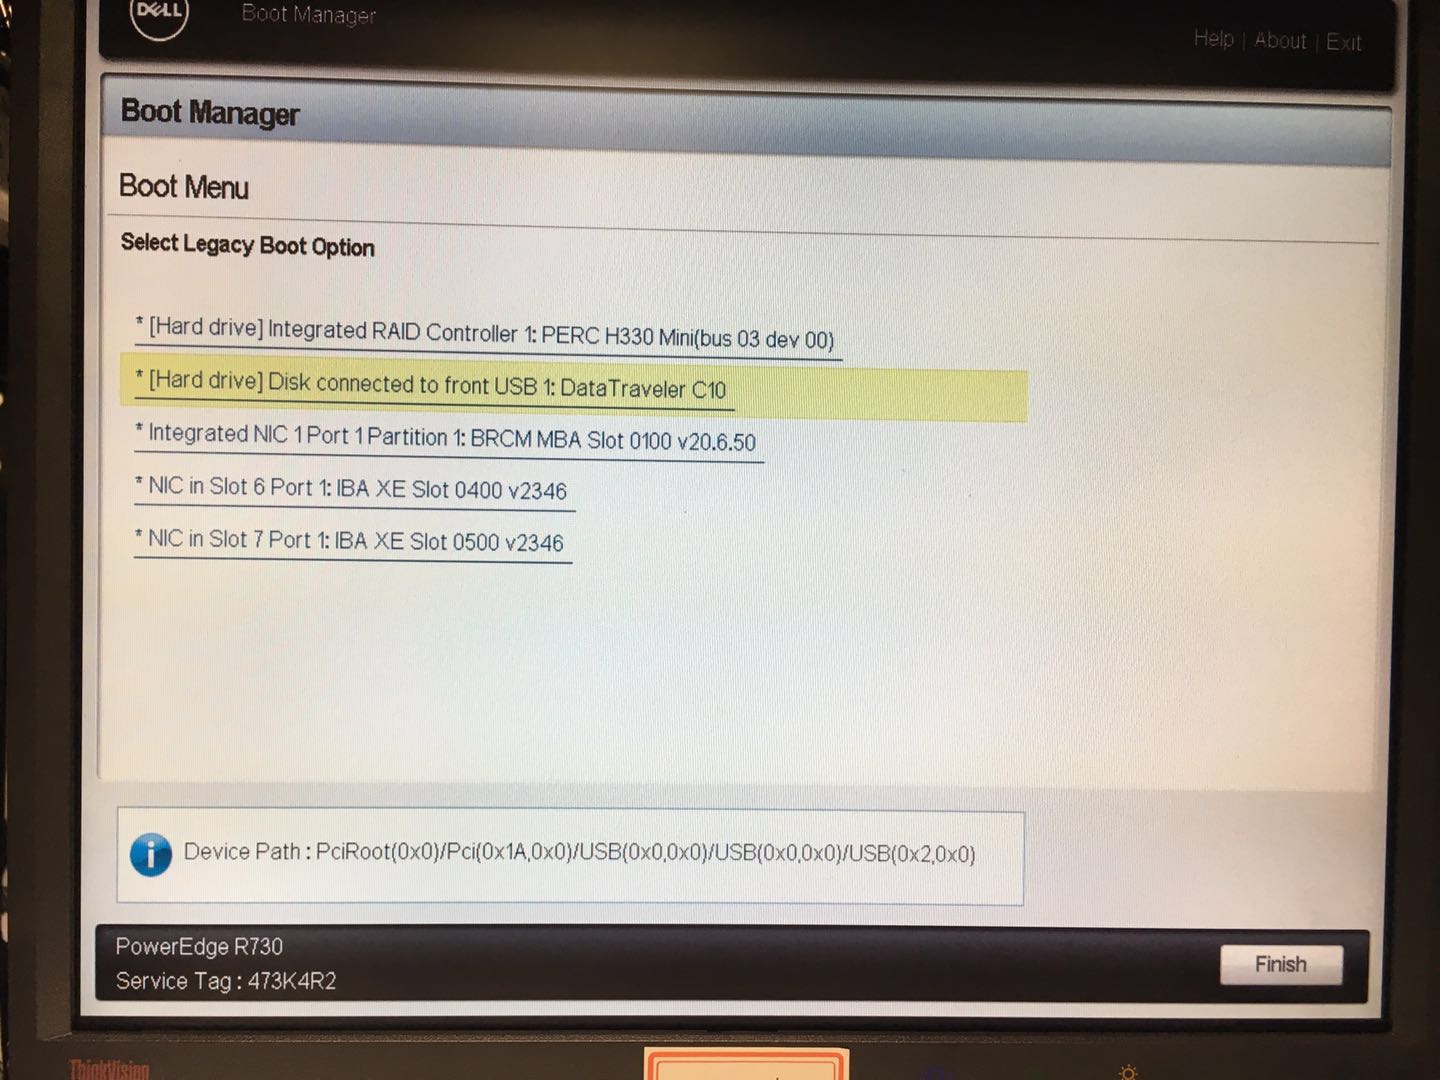 DELL
Boot Manager
Help | About | Exit
Boot Manager
Boot Menu
Select Legacy Boot Option
* [Hard drive] Integrated RAID Controller 1: PERC H330 Mini(bus 03 dev 00)
* [Hard drive] Disk connected to front USB 1: DataTraveler C10
* Integrated NIC 1 Port 1 Partition 1: BRCM MBA Slot 0100 v20.6.50
* NIC in Slot 6 Port 1: IBA XE Slot 0400 v2346
* NIC in Slot 7 Port 1: IBA XE Slot 0500 v2346
Device Path : PciRoot(0x0)/Pci(0x1A,0x0)/USB(0x0,0x0)/USB(0x0,0x0)/USB(0x2,0x0)
PowerEdge R730
Service Tag : 473K4R2
Finish
ThinkVision